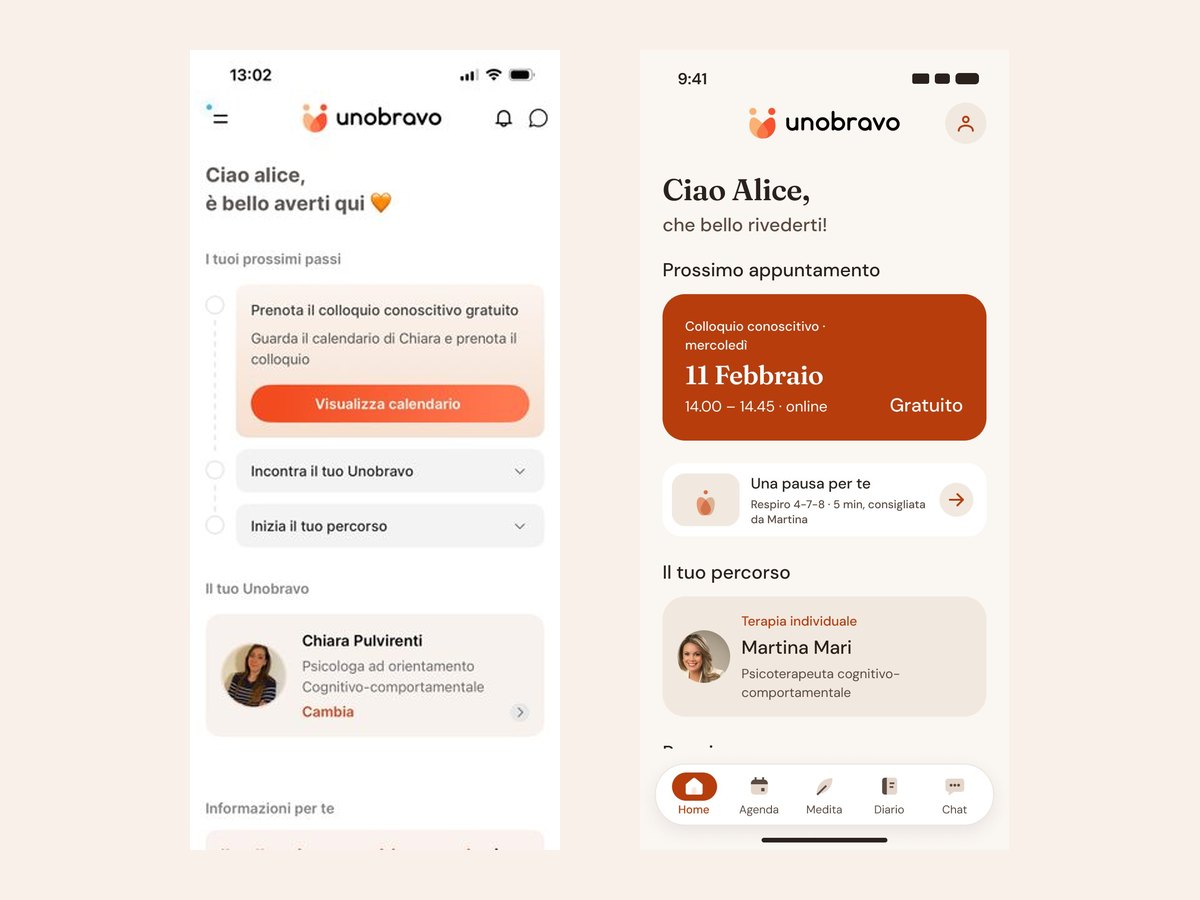 13:02
unobravo
Ciao alice,
è bello averti qui 🧡
I tuoi prossimi passi
Prenota il colloquio conoscitivo gratuito
Guarda il calendario di Chiara e prenota il
colloquio
Visualizza calendario
Incontra il tuo Unobravo
Inizia il tuo percorso
Il tuo Unobravo
Chiara Pulvirenti
Psicologa ad orientamento
Cognitivo-comportamentale
Cambia
Informazioni per te
9:41
unobravo
Ciao Alice,
che bello rivederti!
Prossimo appuntamento
Colloquio conoscitivo ·
mercoledì
11 Febbraio
14.00 – 14.45 · online
Gratuito
Una pausa per te
Respiro 4-7-8 · 5 min, consigliata
da Martina
Il tuo percorso
Terapia individuale
Martina Mari
Psicoterapeuta cognitivo-
comportamentale
Home
Agenda
Medita
Diario
Chat